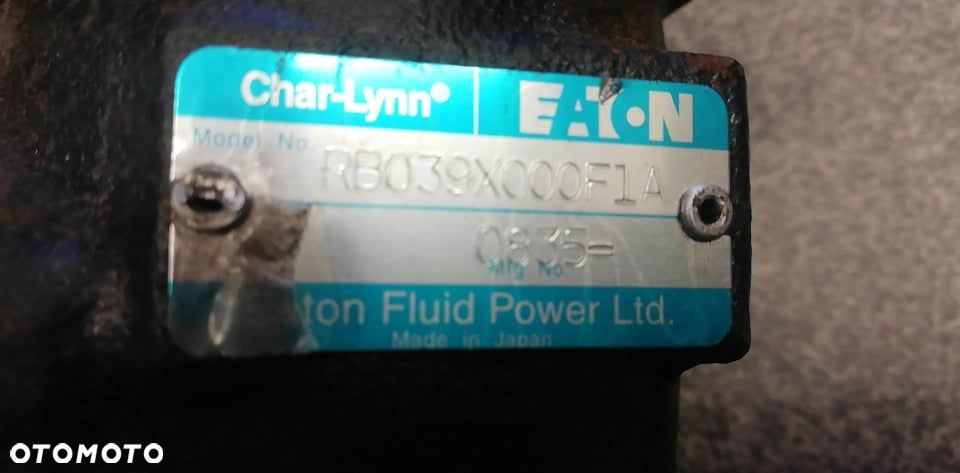 Char-Lynn® EATON
Model No.
RB039X000F1A
0835-
Mfg No.
ton Fluid Power Ltd.
Made in Japan
OTOMOTO